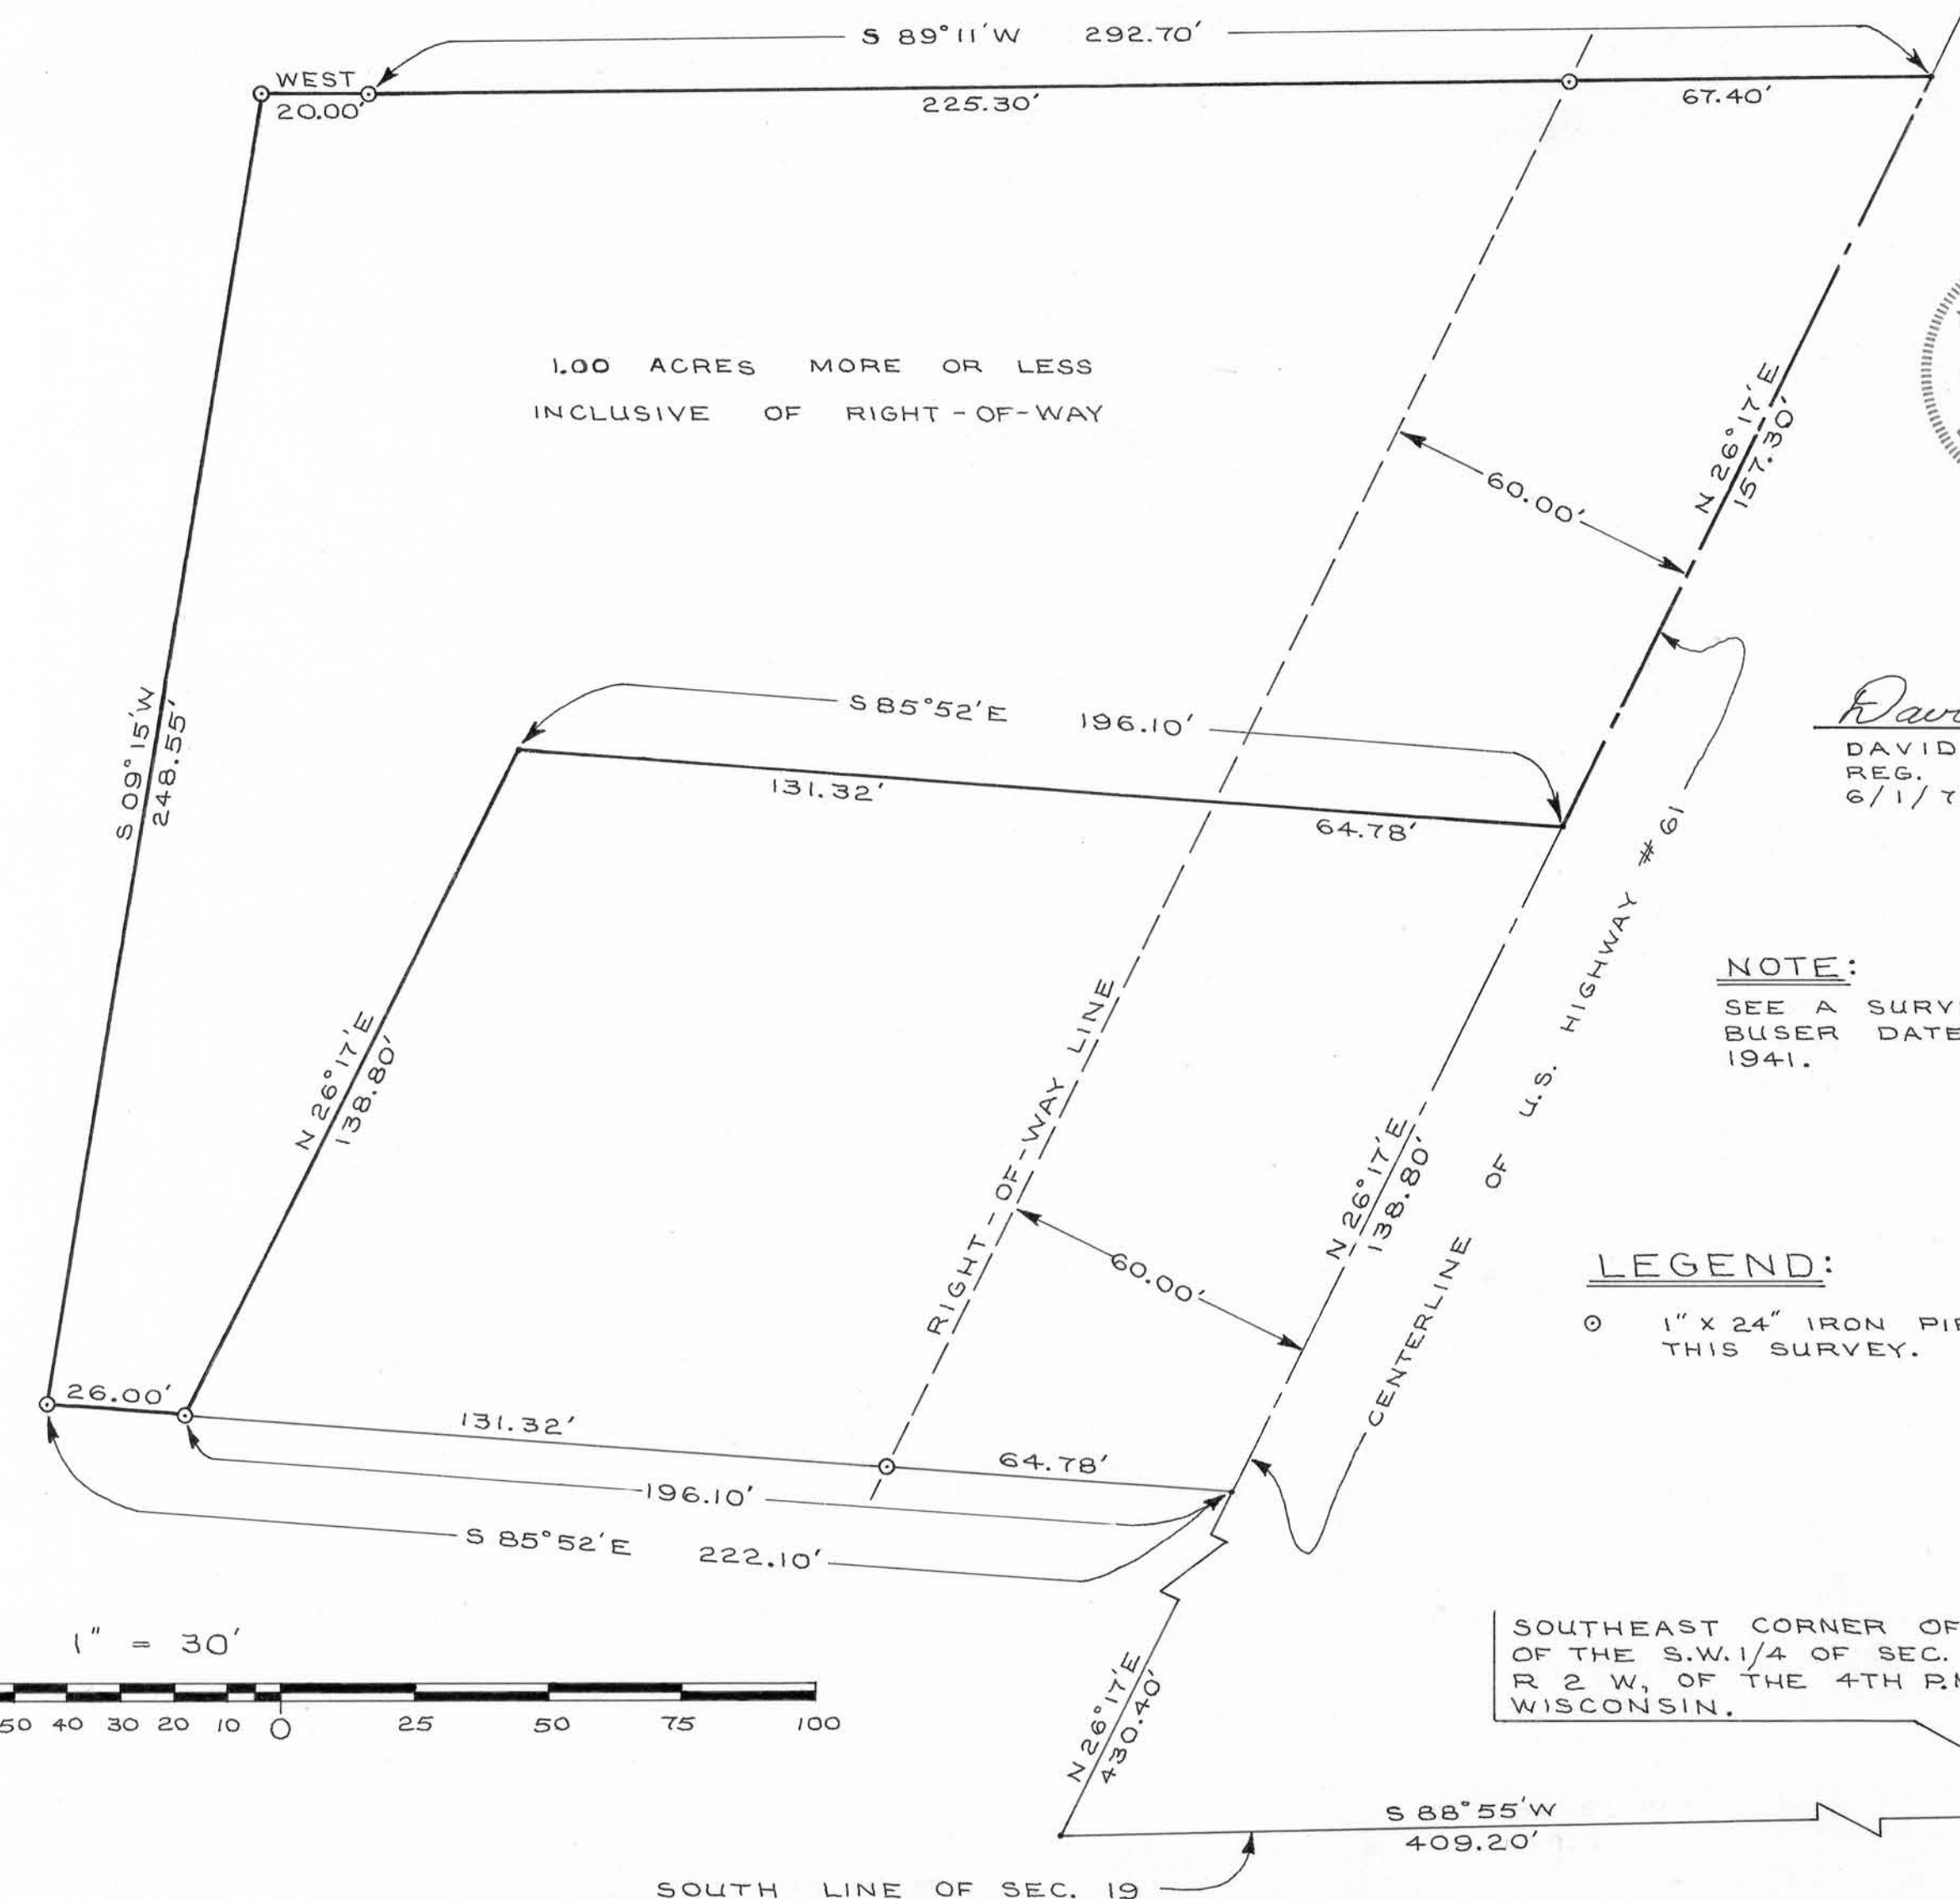 S 89°11'W 292.70'
WEST
20.00'
225.30'
67.40'
1.00 ACRES MORE OR LESS
INCLUSIVE OF RIGHT-OF-WAY
60.00'
N 26°17'E
157.30'
S 09°15'W
248.55'
S 85°52'E 196.10'
131.32'
64.78'
DAVID
REG.
6/1/7
N 26°17'E
138.80'
RIGHT-OF-WAY LINE
60.00'
N 26°17'E
138.80'
CENTERLINE OF U.S. HIGHWAY #61
NOTE:
SEE A SURV
BUSER DATE
1941.
LEGEND:
1" X 24" IRON PI
THIS SURVEY.
26.00'
131.32'
64.78'
196.10'
S 85°52'E 222.10'
1" = 30'
50 40 30 20 10 0 25 50 75 100
N 26°17'E
430.40'
SOUTHEAST CORNER OF
OF THE S.W. 1/4 OF SEC.
R 2 W, OF THE 4TH P.M
WISCONSIN.
S 88°55'W
409.20'
SOUTH LINE OF SEC. 19